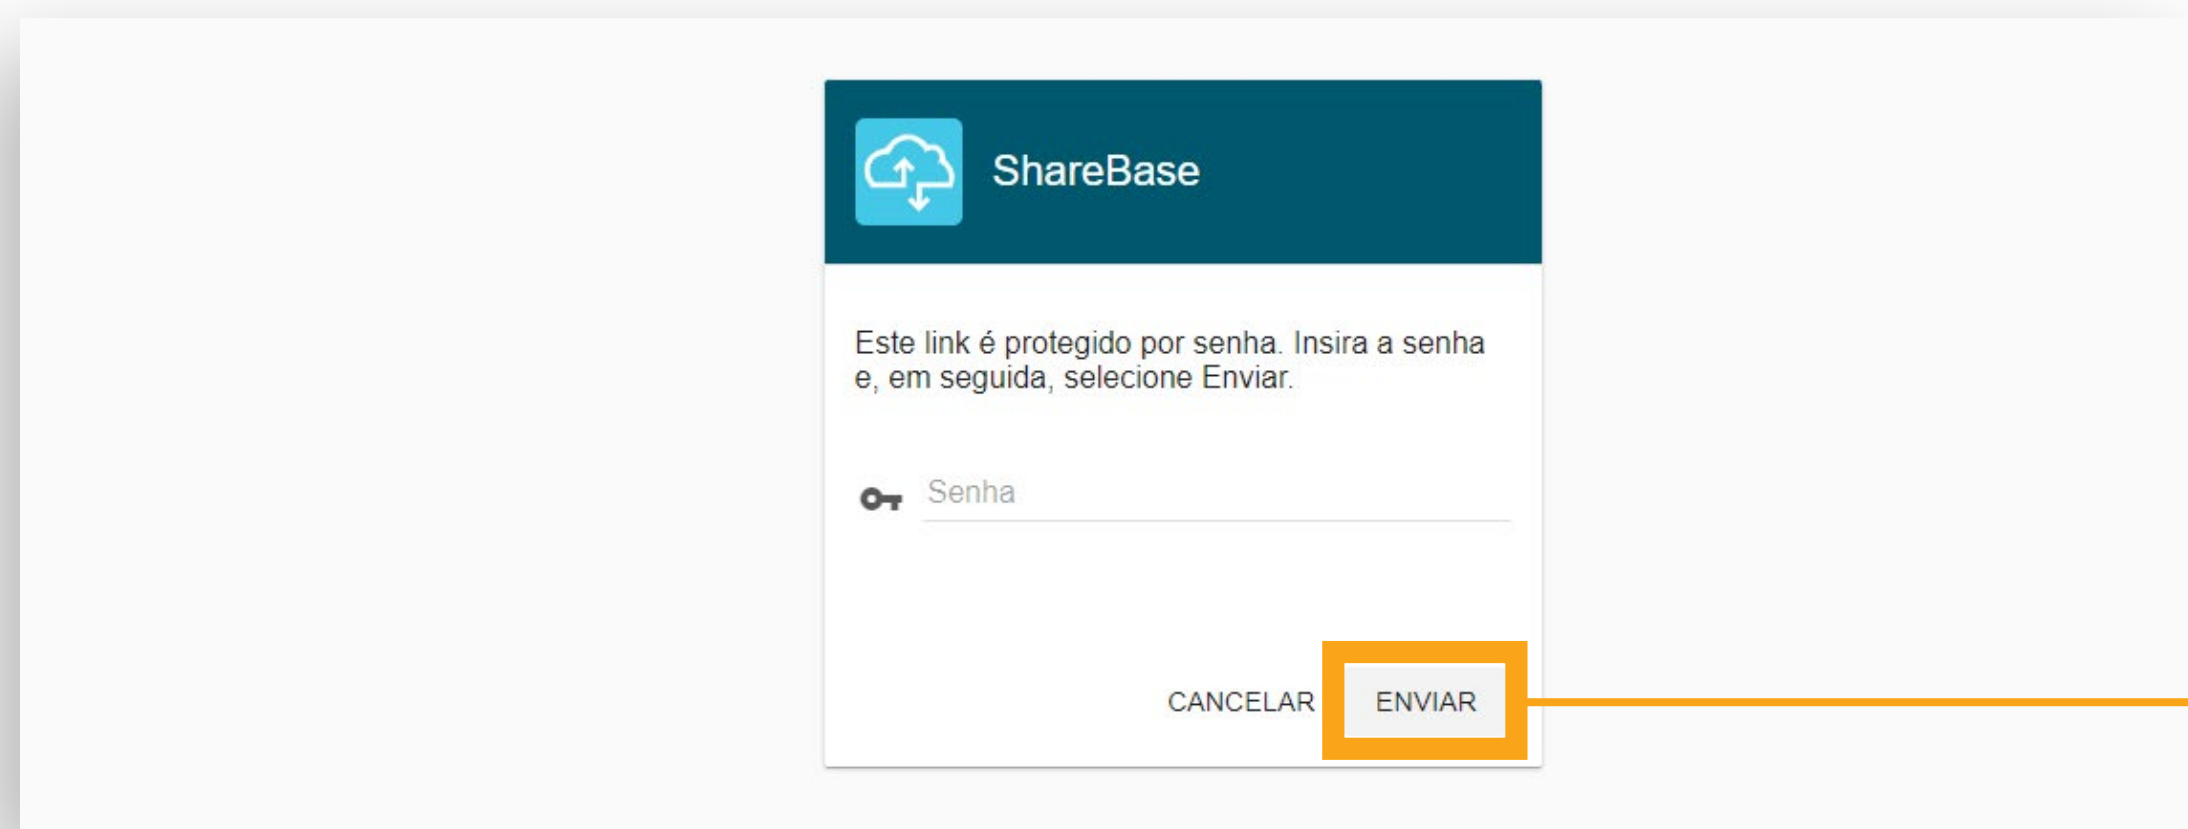 ShareBase
Este link é protegido por senha. Insira a senha
e, em seguida, selecione Enviar.
Senha
CANCELAR ENVIAR